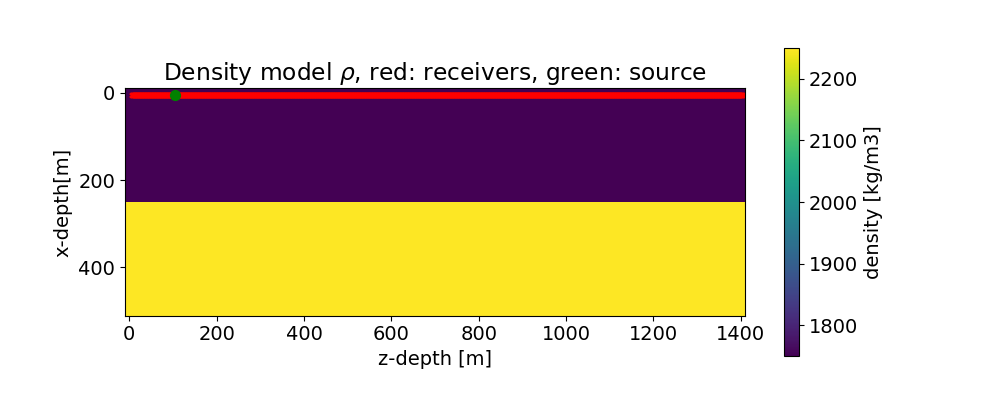 Density model ρ, red: receivers, green: source
0
200
400
x-depth[m]
0 200 400 600 800 1000 1200 1400
z-depth [m]
2200
2100
2000
1900
1800
density [kg/m3]